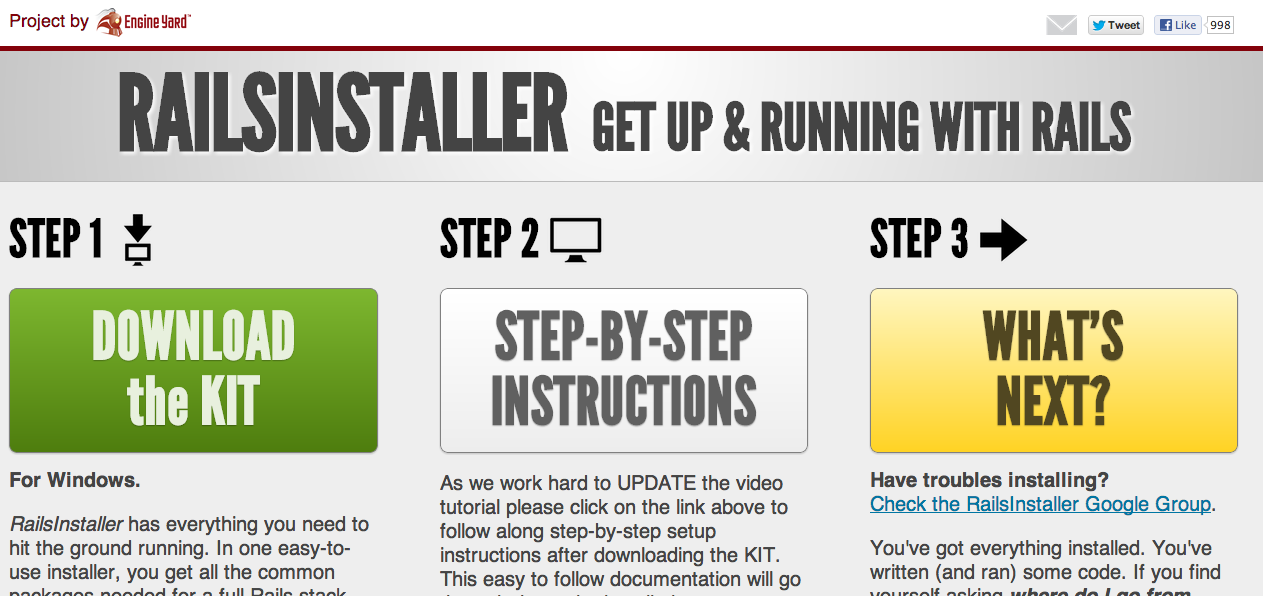 Project by Engine Yard™
Tweet
Like
998
RAILSINSTALLER GET UP & RUNNING WITH RAILS
STEP 1
DOWNLOAD
the KIT
For Windows.
RailsInstaller has everything you need to
hit the ground running. In one easy-to-
use installer, you get all the common
packages needed for a full Rails stack.
STEP 2
STEP-BY-STEP
INSTRUCTIONS
As we work hard to UPDATE the video
tutorial please click on the link above to
follow along step-by-step setup
instructions after downloading the KIT.
This easy to follow documentation will go
STEP 3
WHAT'S
NEXT?
Have troubles installing?
Check the RailsInstaller Google Group.
You've got everything installed. You've
written (and ran) some code. If you find
yourself asking where do I go from